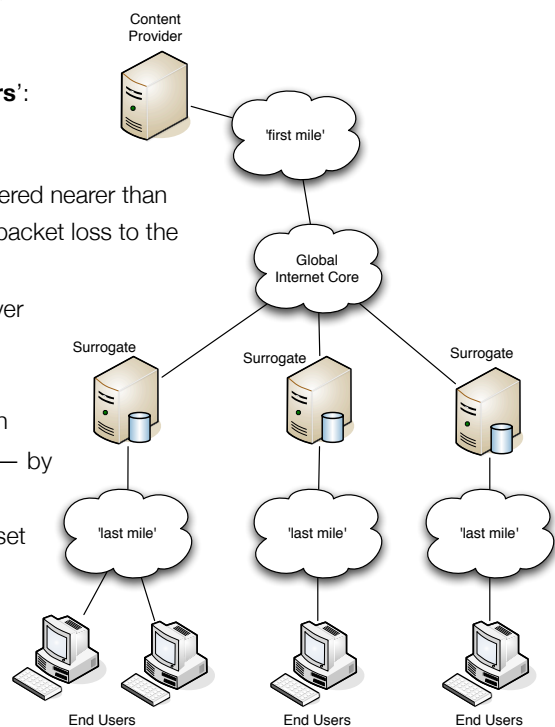 Content
Provider
rs':
'first mile'
ered nearer than
packet loss to the
Global
Internet Core
ver
Surrogate
Surrogate
Surrogate
n
— by
'last mile'
'last mile'
'last mile'
set
End Users
End Users
End Users